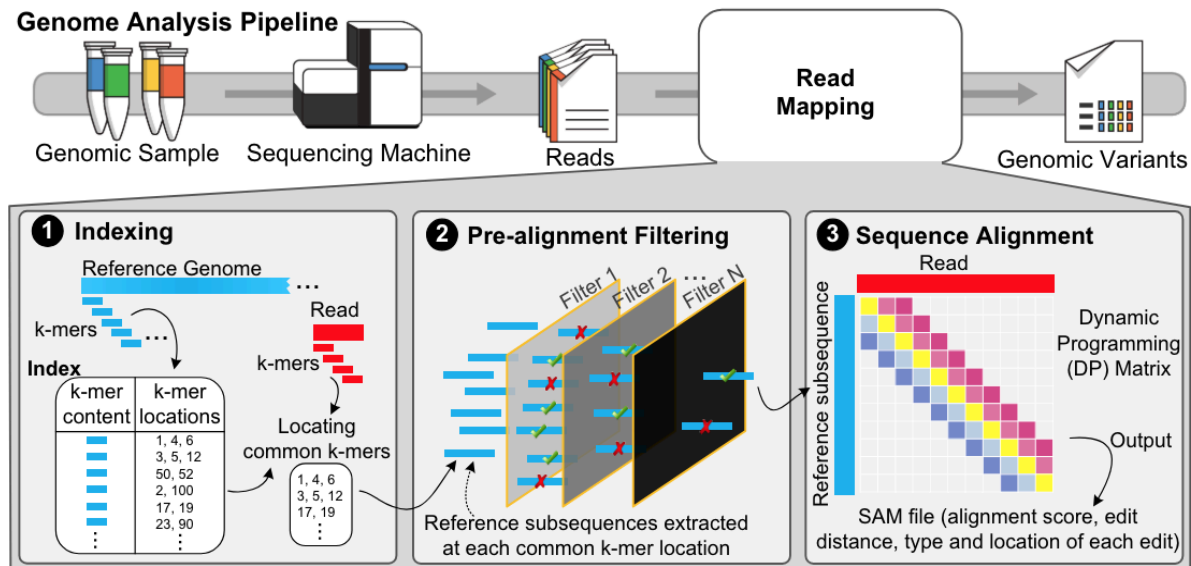 Genome Analysis Pipeline
Genomic Sample
Sequencing Machine
Reads
Read
Mapping
Genomic Variants
1 Indexing
Reference Genome
...
k-mers
...
Read
k-mers
Index
k-mer
content
k-mer
locations
1, 4, 6
3, 5, 12
50, 52
2, 100
17, 19
23, 90
⋮
⋮
Locating
common k-mers
1, 4, 6
3, 5, 12
17, 19
⋮
2 Pre-alignment Filtering
Filter 1
Filter 2
...
Filter N
Reference subsequences extracted
at each common k-mer location
3 Sequence Alignment
Read
Reference subsequence
Dynamic
Programming
(DP) Matrix
Output
SAM file (alignment score, edit
distance, type and location of each edit)